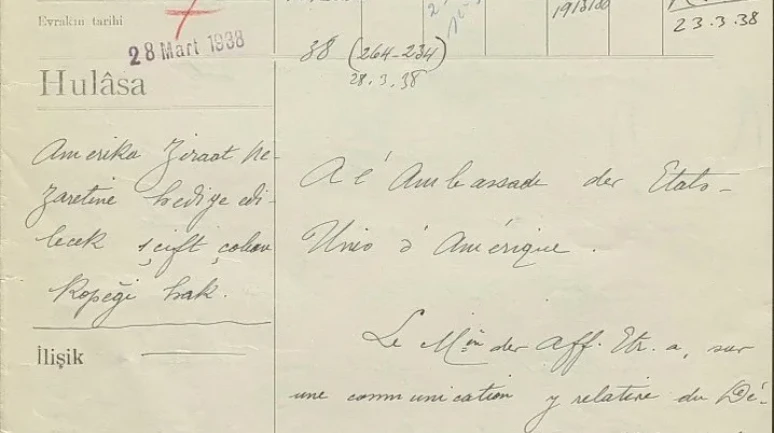 Evrakın tarihi
28 Mart 1938
38 (264-234)
28.3.38
23.3.38
Hulâsa
Amerika Ziraat Ne-
zaretine hediye edi-
lecek çift çoban
Köpeği hak.
İlişik
A l'Ambassade des Etats-
Unis d'Amérique.
Le Min des Aff. Etr. a, sur
une communication y relative du Dé-